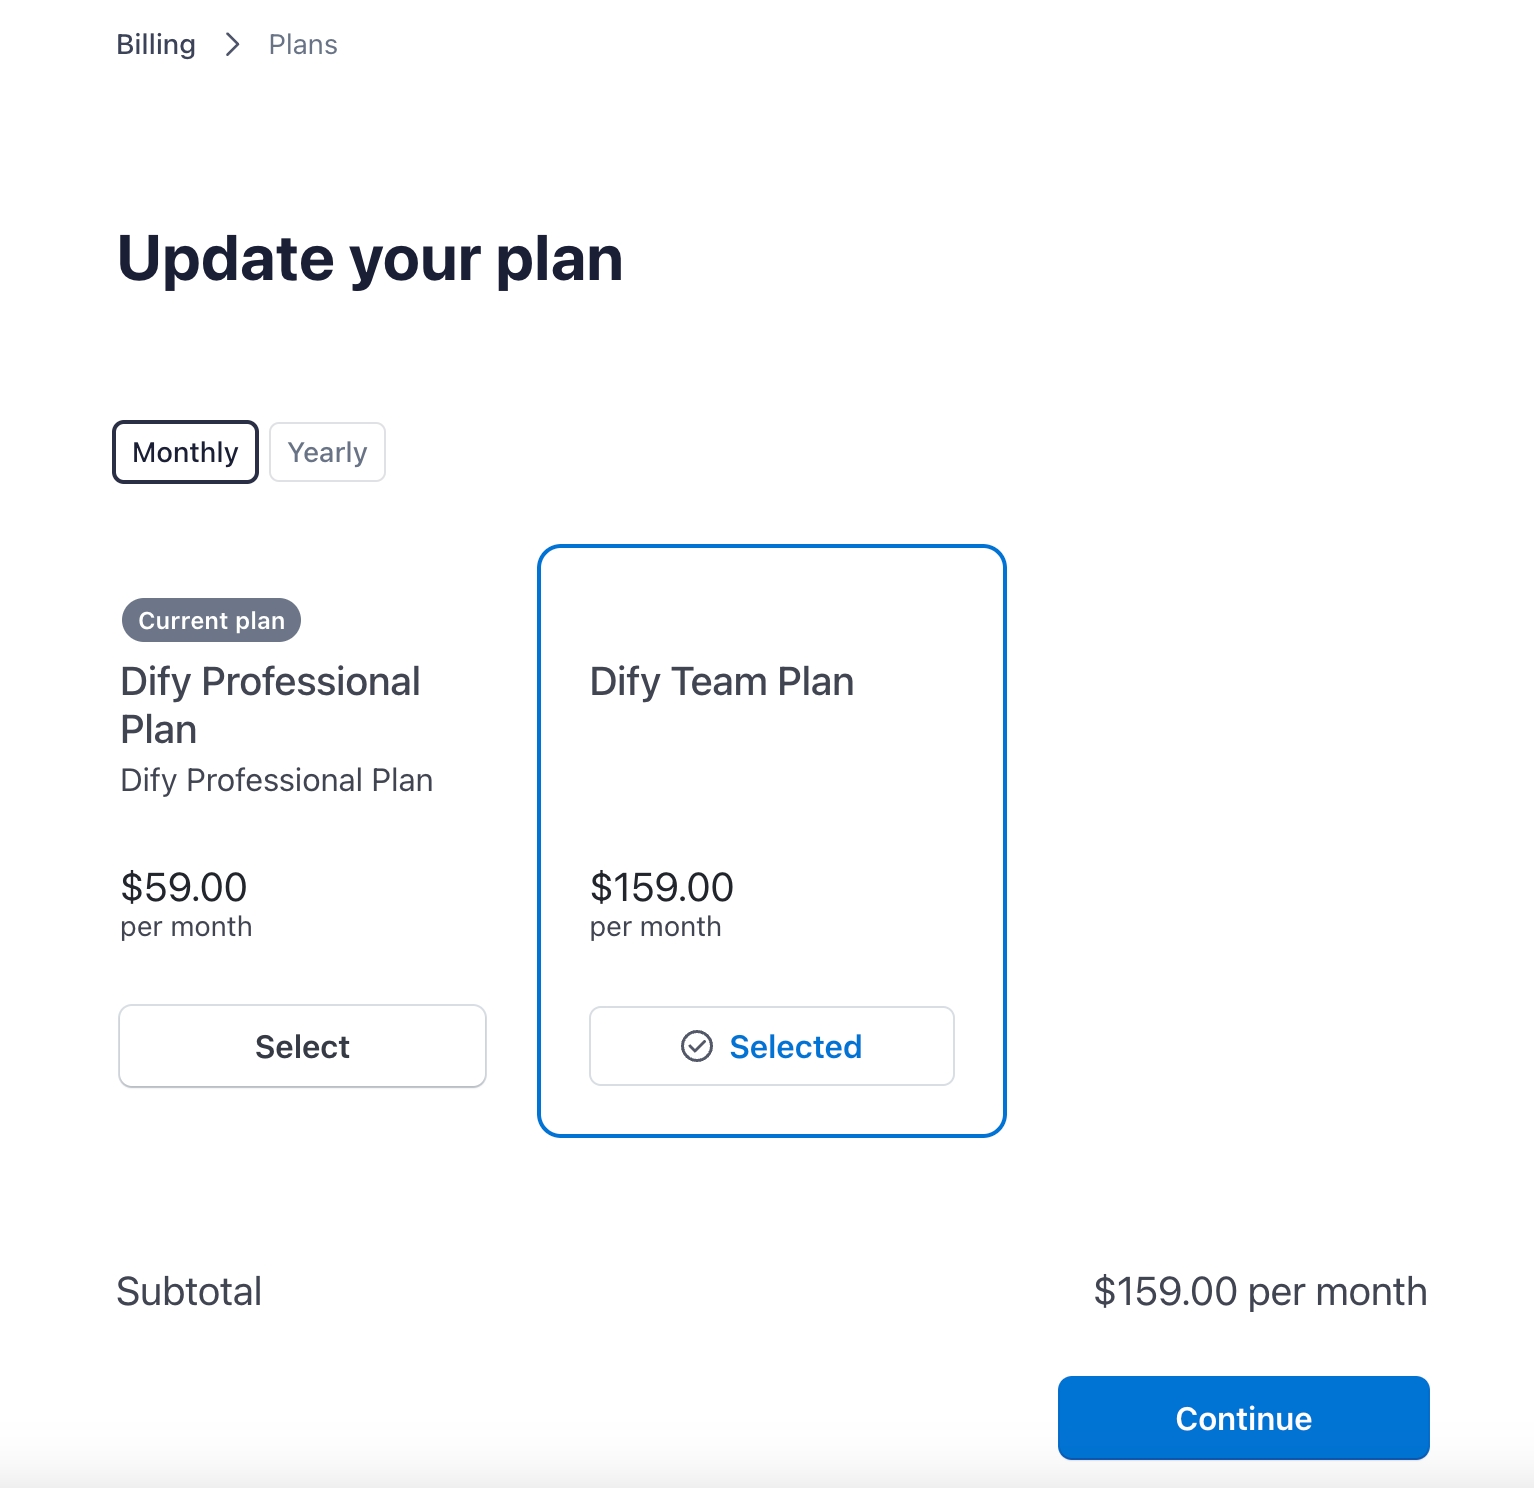 Billing > Plans
Update your plan
Monthly Yearly
Current plan
Dify Professional
Plan
Dify Professional Plan
$59.00
per month
Select
Dify Team Plan
$159.00
per month
Selected
Subtotal
$159.00 per month
Continue